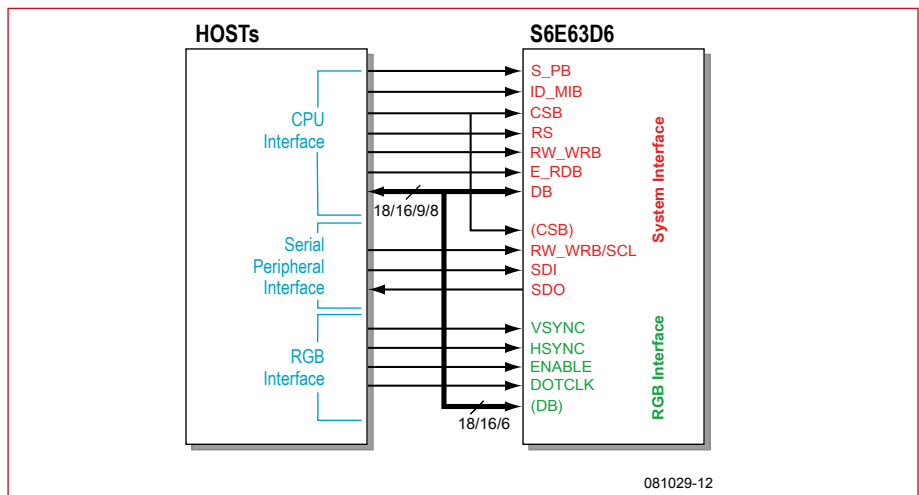 HOSTs
S6E63D6
CPU
Interface
Serial
Peripheral
Interface
RGB
Interface
18/16/9/8
18/16/6
S_PB
ID_MIB
CSB
RS
RW_WRB
E_RDB
DB
(CSB)
RW_WRB/SCL
SDI
SDO
VSYNC
HSYNC
ENABLE
DOTCLK
(DB)
System Interface
RGB Interface
081029-12